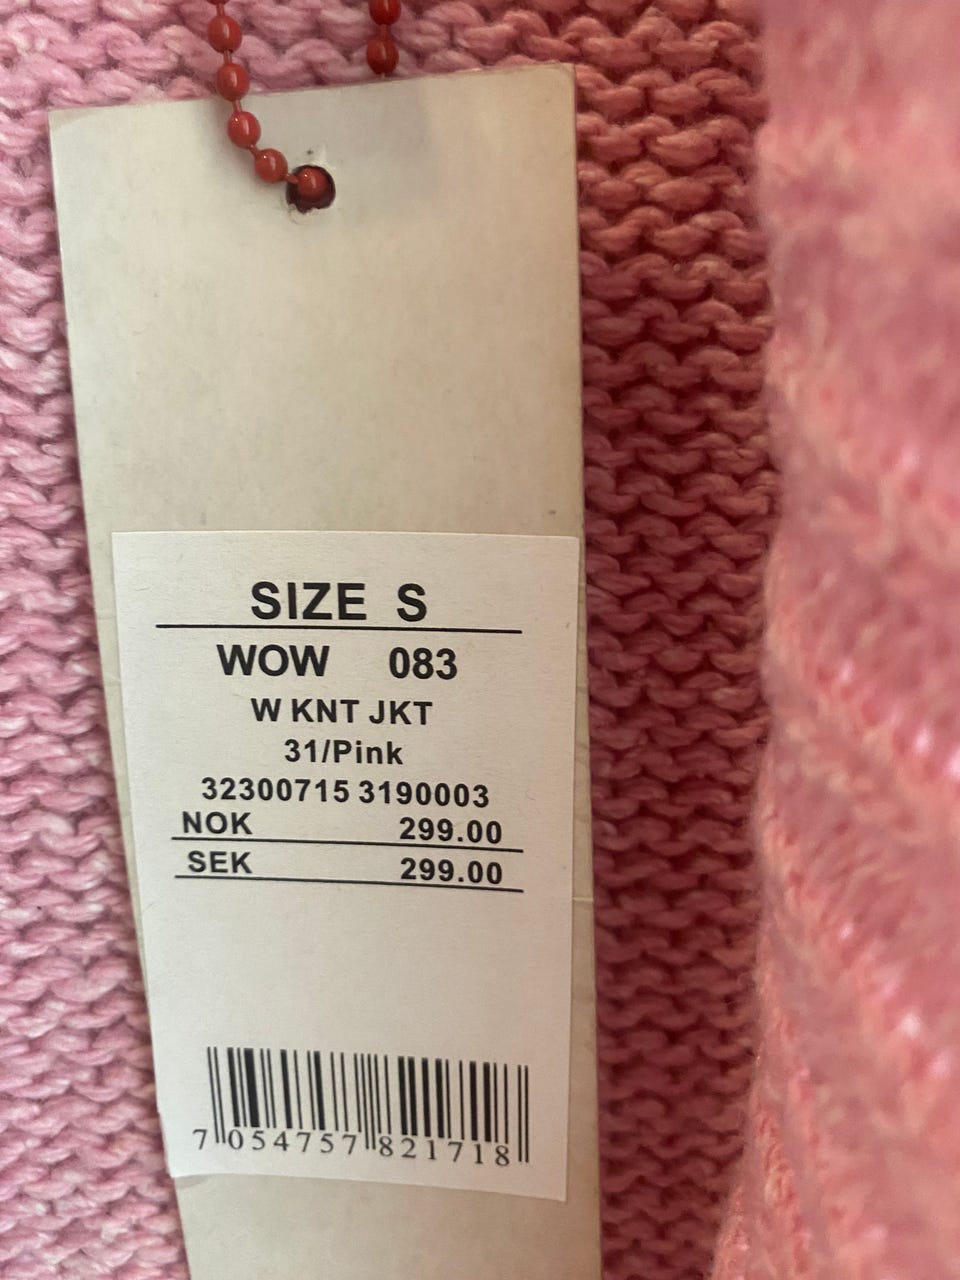 SIZE S
WOW 083
W KNT JKT
31/Pink
32300715 3190003
NOK 299.00
SEK 299.00
7 054757 821718